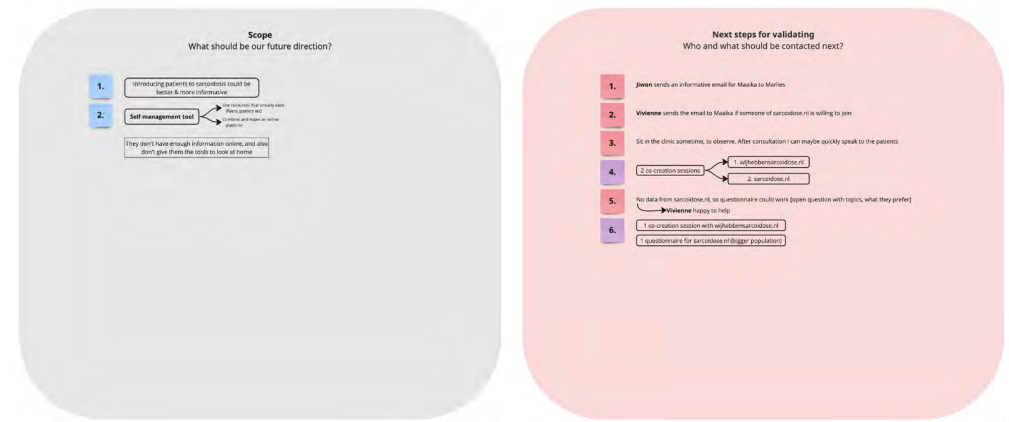 Scope
What should be our future direction?
1.
Introducing patients to sarcoidosis could be
better & more informative
2.
Self management tool
Use resources that already exist
Combine and make an online
platform
They don't have enough information online, and also
don't give them the tools to look at home
Next steps for validating
Who and what should be contacted next?
1.
Jiwon sends an informative email for Maaika to Marlies
2.
Vivienne sends the email to Maaika if someone of sarcoidose.nl is willing to join
3.
Sit in the clinic sometime, to observe. After consultation i can maybe quickly speak to the patients
4.
2 co-creation sessions
1. wijhebbensarcoidose.nl
2. sarcoidose.nl
5.
No data from sarcoidose.nl, so questionnaire could work [open question with topics, what they prefer]
Vivienne happy to help
6.
1 co-creation session with wijhebbensarcoidose.nl
1 questionnaire for sarcoidose.nl (bigger population)